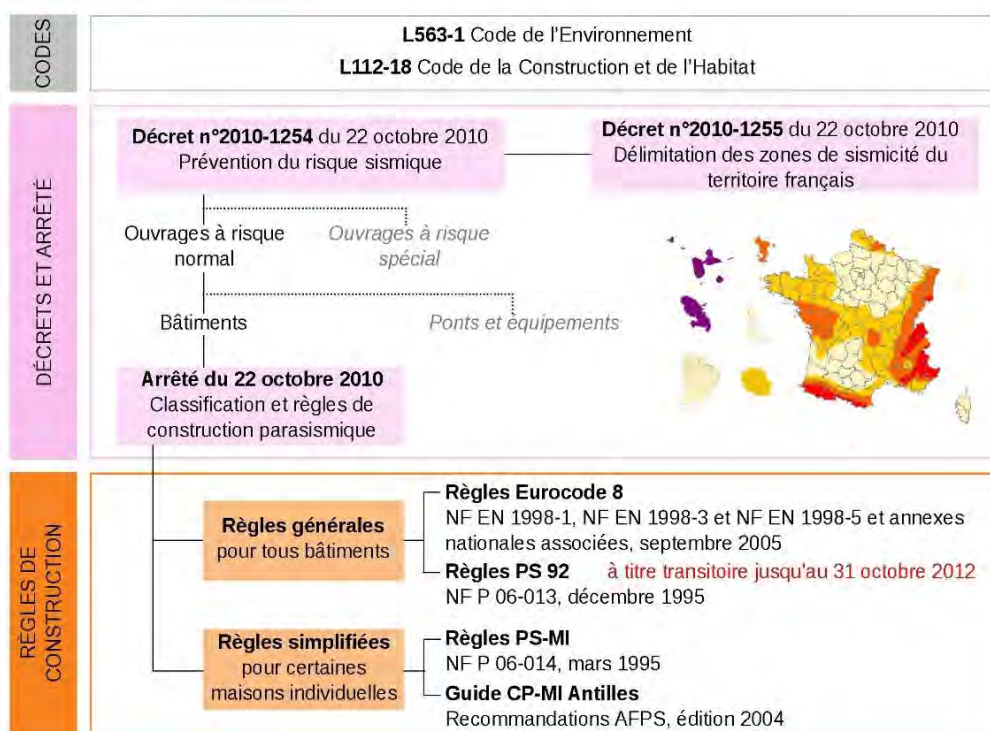 CODES
L563-1 Code de l'Environnement
L112-18 Code de la Construction et de l'Habitat
DÉCRETS ET ARRÊTÉ
Décret n°2010-1254 du 22 octobre 2010
Prévention du risque sismique
Décret n°2010-1255 du 22 octobre 2010
Délimitation des zones de sismicité du
territoire français
Ouvrages à risque
normal
Ouvrages à risque
spécial
Bâtiments
Ponts et équipements
Arrêté du 22 octobre 2010
Classification et règles de
construction parasismique
RÈGLES DE
CONSTRUCTION
Règles générales
pour tous bâtiments
Règles Eurocode 8
NF EN 1998-1, NF EN 1998-3 et NF EN 1998-5 et annexes
nationales associées, septembre 2005
Règles PS 92 à titre transitoire jusqu'au 31 octobre 2012
NF P 06-013, décembre 1995
Règles simplifiées
pour certaines
maisons individuelles
Règles PS-MI
NF P 06-014, mars 1995
Guide CP-MI Antilles
Recommandations AFPS, édition 2004